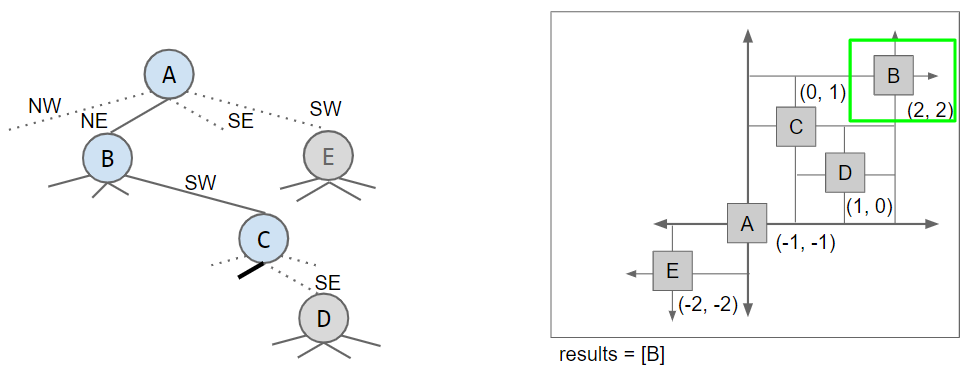 A
NW
NE
SE
SW
B
E
SW
C
SE
D
B
(0, 1)
(2, 2)
C
D
(1, 0)
A
(-1, -1)
E
(-2, -2)
results = [B]